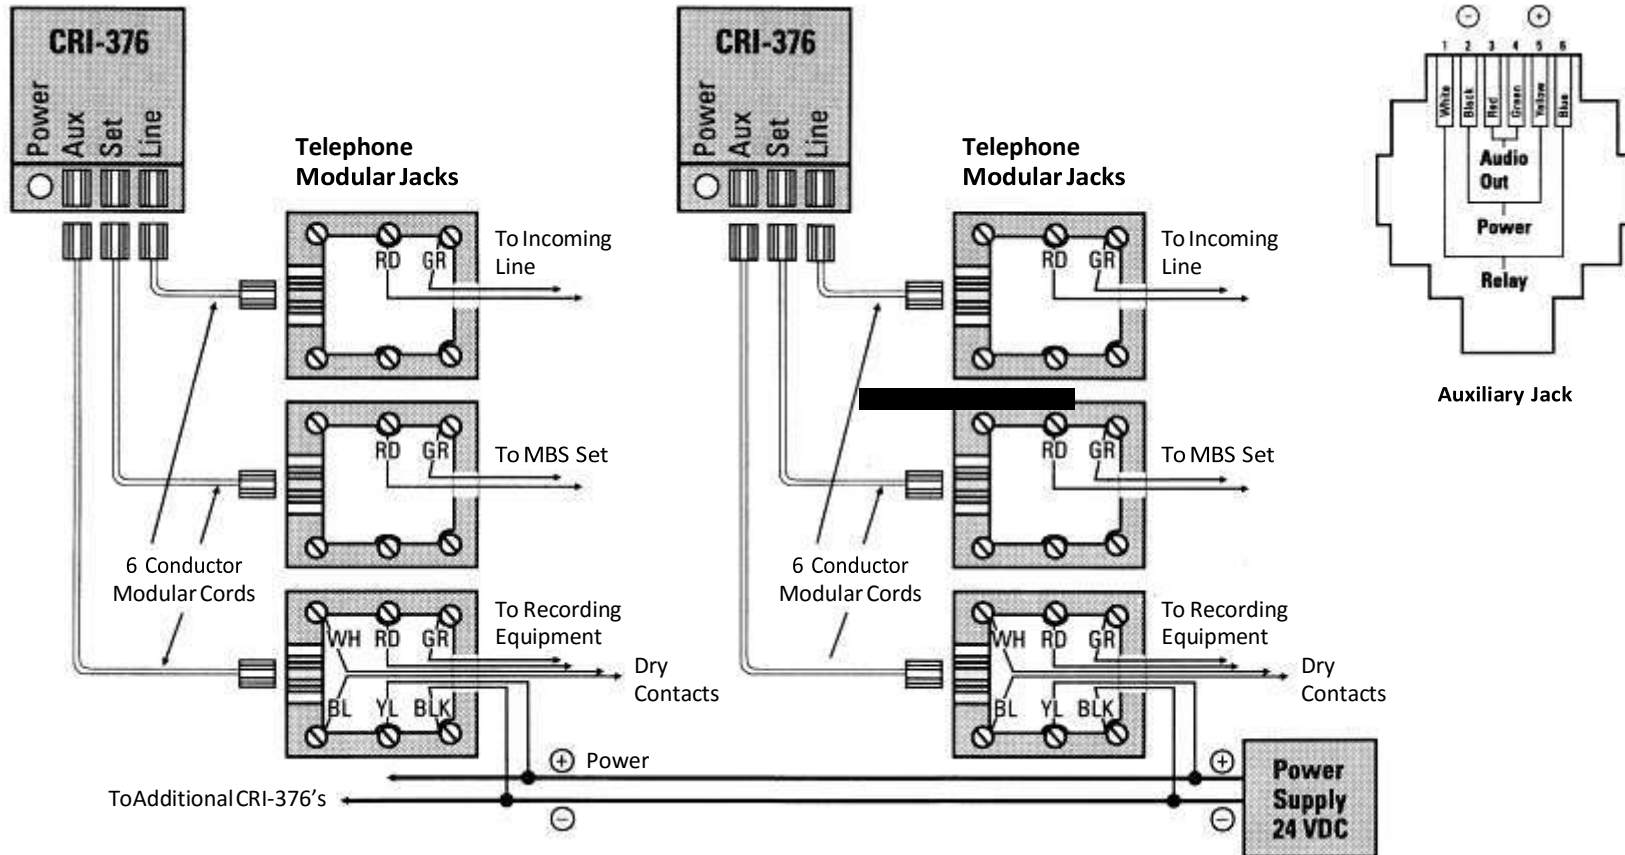 CRI-376
Power
Aux
Set
Line
Telephone
Modular Jacks
RD GR
To Incoming
Line
RD GR
To MBS Set
6 Conductor
Modular Cords
WH RD GR
BL YL BLK
To Recording
Equipment
Dry
Contacts
CRI-376
Power
Aux
Set
Line
Telephone
Modular Jacks
RD GR
To Incoming
Line
RD GR
To MBS Set
6 Conductor
Modular Cords
WH RD GR
BL YL BLK
To Recording
Equipment
Dry
Contacts
+ Power
To Additional CRI-376's
−
+
−
Power
Supply
24 VDC
− +
1 2 3 4 5 6
White
Black
Red
Green
Yellow
Blue
Audio
Out
Power
Relay
Auxiliary Jack